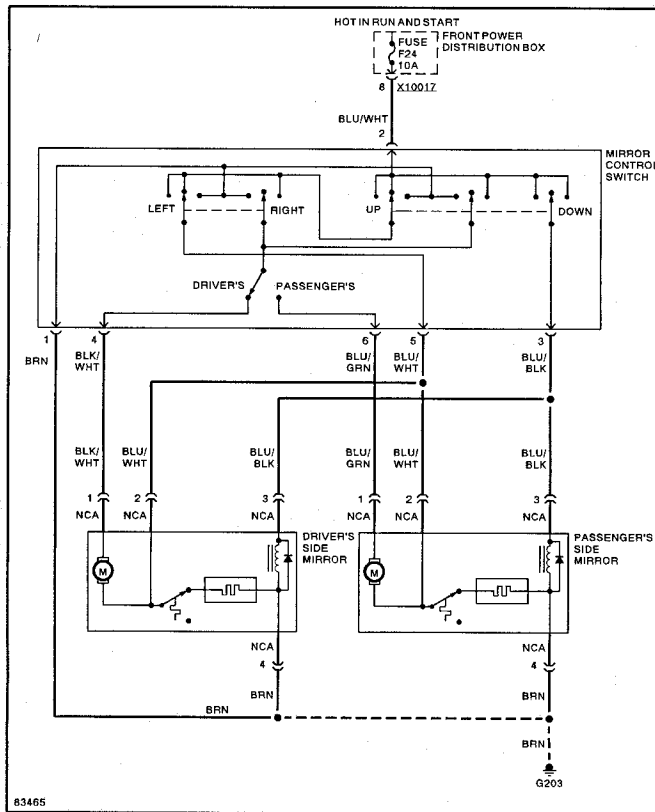 HOT IN RUN AND START
FUSE
F24
10A
FRONT POWER
DISTRIBUTION BOX
8 X10017
BLU/WHT
2
MIRROR
CONTROL
SWITCH
LEFT RIGHT UP DOWN
DRIVER'S PASSENGER'S
1 4 6 5 3
BRN
BLK/
WHT
BLU/
GRN
BLU/
WHT
BLU/
BLK
BLK/
WHT
BLU/
WHT
BLU/
BLK
BLU/
GRN
BLU/
WHT
BLU/
BLK
1 2 3 1 2 3
NCA NCA NCA NCA NCA NCA
DRIVER'S
SIDE
MIRROR
PASSENGER'S
SIDE
MIRROR
M M
NCA NCA
4 4
BRN BRN
BRN
BRN
G203
83465